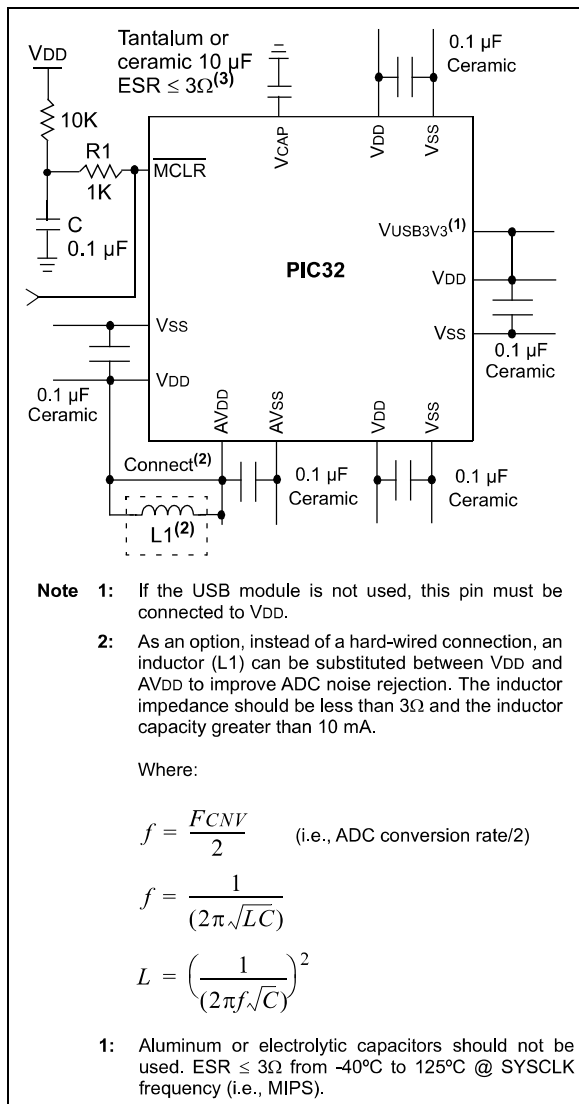 VDD
Tantalum or
ceramic 10 µF
ESR ≤ 3Ω(3)
0.1 µF
Ceramic
10K
R1
1K
MCLR
VCAP
VDD
VSS
C
0.1 µF
VUSB3V3(1)
PIC32
VDD
VSS
VSS
VDD
0.1 µF
Ceramic
0.1 µF
Ceramic
AVDD
AVSS
VDD
VSS
Connect(2)
0.1 µF
Ceramic
0.1 µF
Ceramic
L1(2)
Note 1: If the USB module is not used, this pin must be
connected to VDD.
2: As an option, instead of a hard-wired connection, an
inductor (L1) can be substituted between VDD and
AVDD to improve ADC noise rejection. The inductor
impedance should be less than 3Ω and the inductor
capacity greater than 10 mA.
Where:
f = FCNV / 2 (i.e., ADC conversion rate/2)
f = 1 / (2π√LC)
L = (1 / (2πf√C))²
1: Aluminum or electrolytic capacitors should not be
used. ESR ≤ 3Ω from -40ºC to 125ºC @ SYSCLK
frequency (i.e., MIPS).